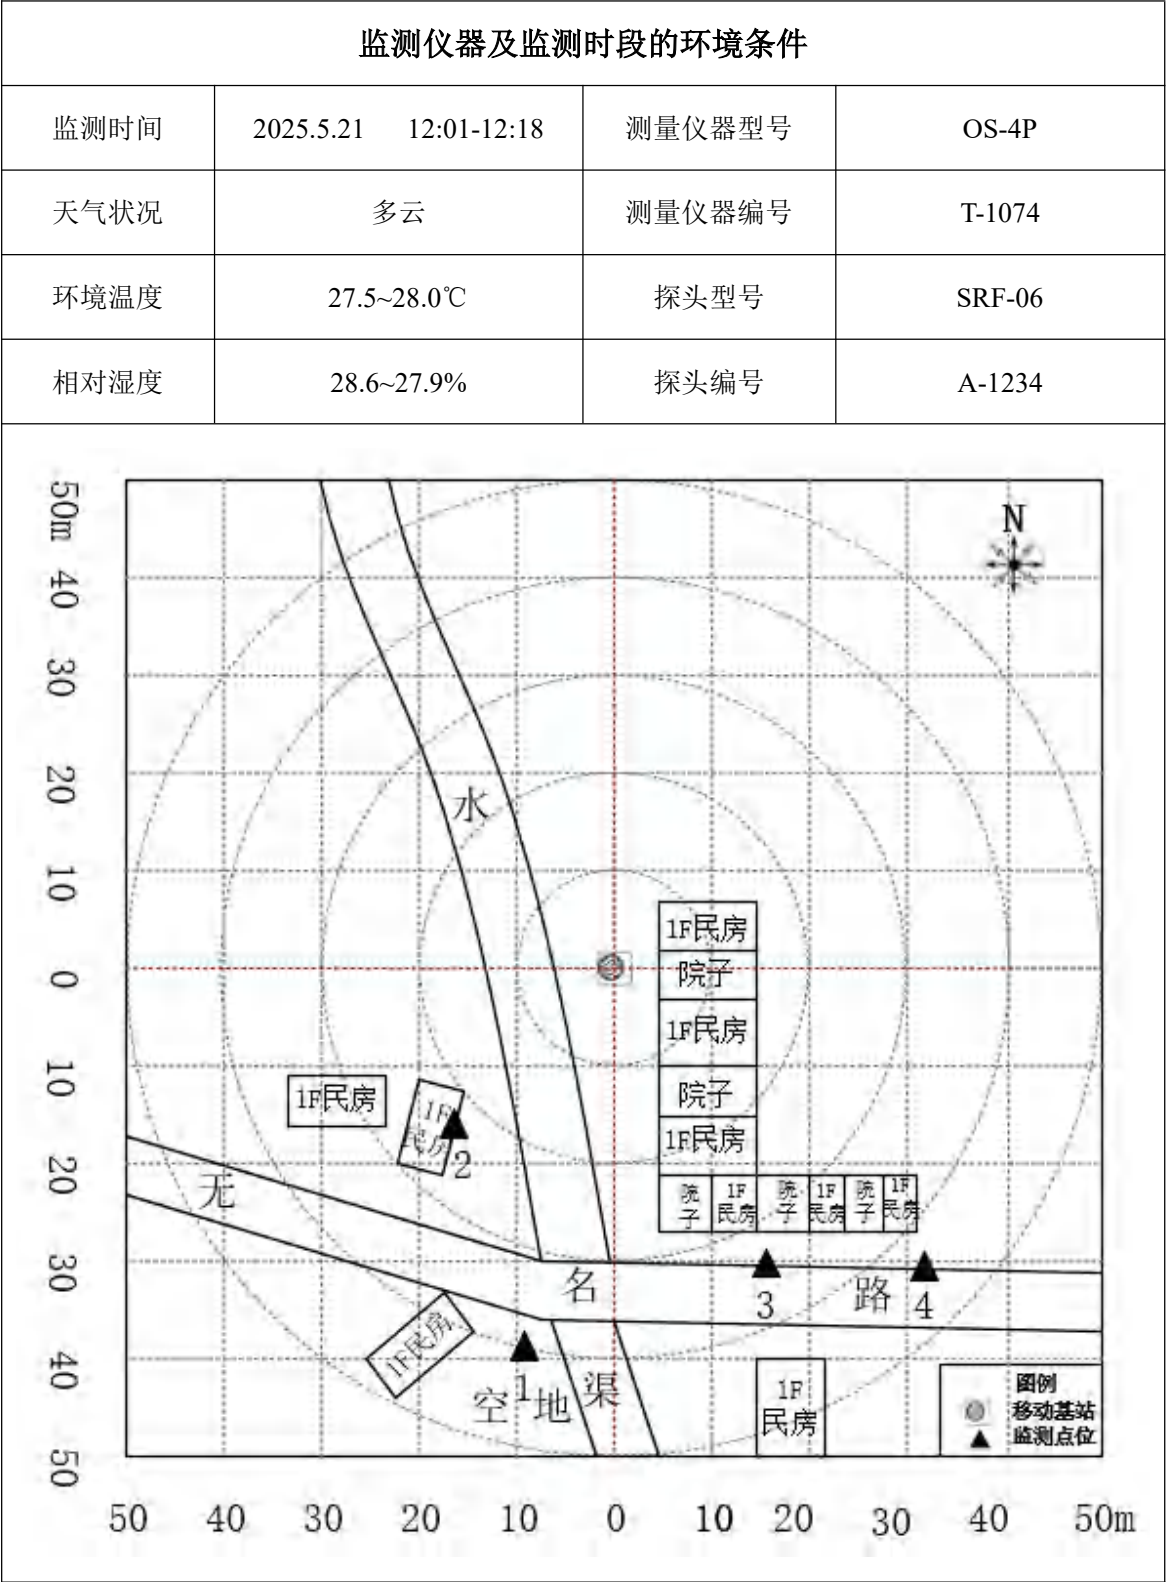 监测仪器及监测时段的环境条件
监测时间 2025.5.21 12:01-12:18 测量仪器型号 OS-4P
天气状况 多云 测量仪器编号 T-1074
环境温度 27.5~28.0℃ 探头型号 SRF-06
相对湿度 28.6~27.9% 探头编号 A-1234
50m
40
30
20
10
0
10
20
30
40
50
N
水
1F民房
院子
1F民房
院子
1F民房
院子
1F民房
院子
1F民房
院子
1F民房
1F民房
1F民房
2
无
名
路
3
4
1F民房
1
空地
渠
1F民房
图例
移动基站
监测点位
50 40 30 20 10 0 10 20 30 40 50m